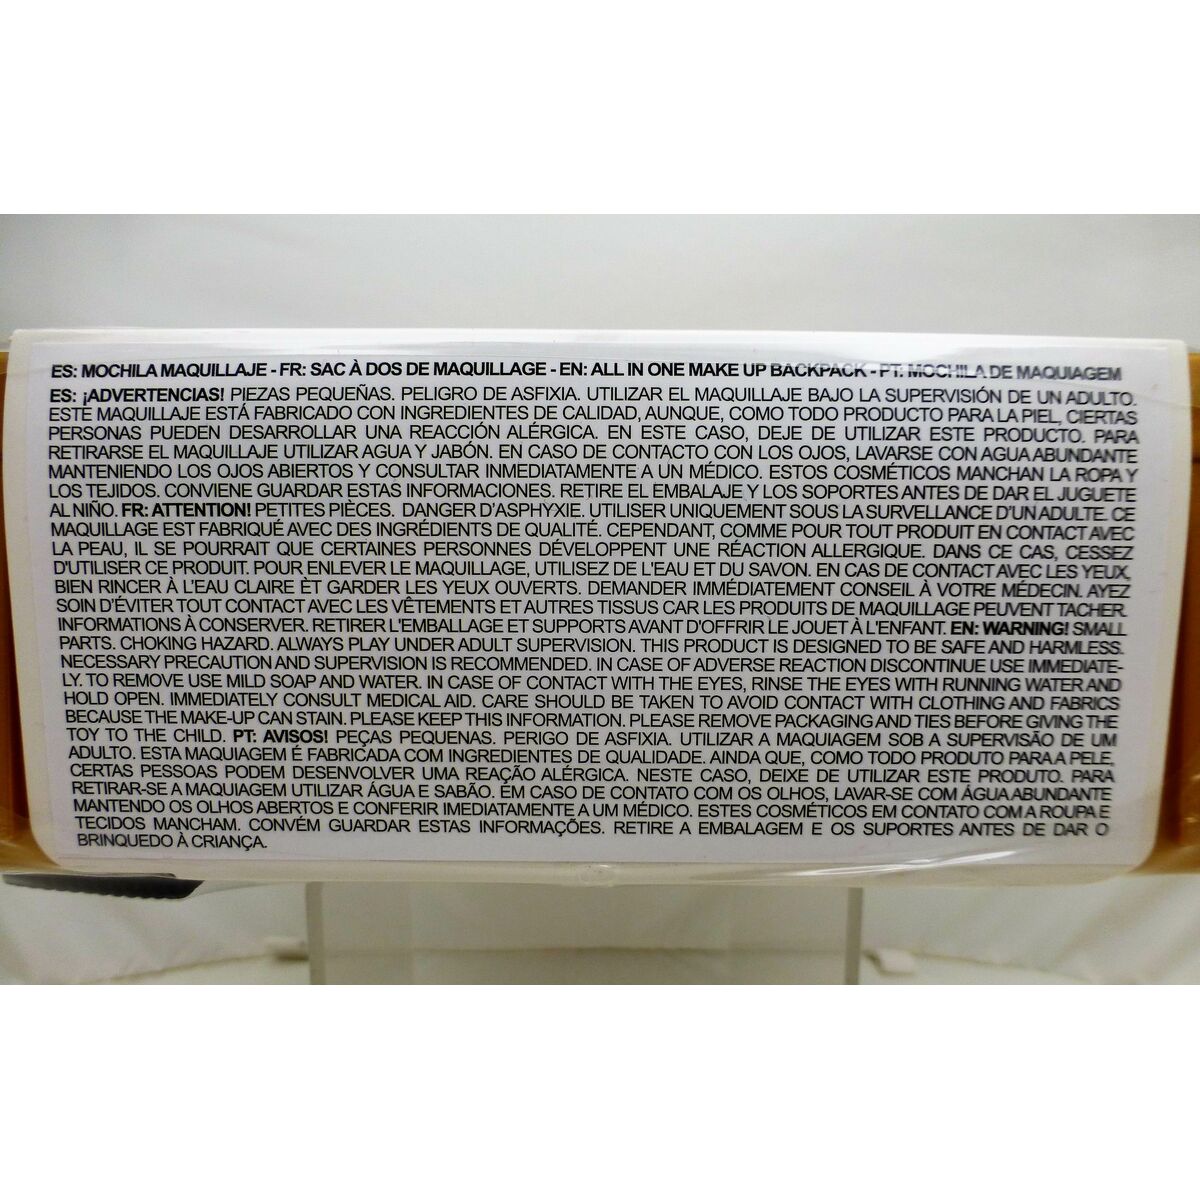 ES: MOCHILA MAQUILLAJE - FR: SAC À DOS DE MAQUILLAGE - EN: ALL IN ONE MAKE UP BACKPACK - PT: MOCHILA DE MAQUIAGEM
ES: ¡ADVERTENCIAS! PIEZAS PEQUEÑAS. PELIGRO DE ASFIXIA. UTILIZAR EL MAQUILLAJE BAJO LA SUPERVISIÓN DE UN ADULTO.
ESTE MAQUILLAJE ESTÁ FABRICADO CON INGREDIENTES DE CALIDAD, AUNQUE, COMO TODO PRODUCTO PARA LA PIEL, CIERTAS
PERSONAS PUEDEN DESARROLLAR UNA REACCIÓN ALÉRGICA. EN ESTE CASO, DEJE DE UTILIZAR ESTE PRODUCTO. PARA
RETIRARSE EL MAQUILLAJE UTILIZAR AGUA Y JABÓN. EN CASO DE CONTACTO CON LOS OJOS, LAVARSE CON AGUA ABUNDANTE
MANTENIENDO LOS OJOS ABIERTOS Y CONSULTAR INMEDIATAMENTE A UN MÉDICO. ESTOS COSMÉTICOS MANCHAN LA ROPA Y
LOS TEJIDOS. CONVIENE GUARDAR ESTAS INFORMACIONES. RETIRE EL EMBALAJE Y LOS SOPORTES ANTES DE DAR EL JUGUETE
AL NIÑO. FR: ATTENTION! PETITES PIÈCES. DANGER D'ASPHYXIE. UTILISER UNIQUEMENT SOUS LA SURVELLANCE D'UN ADULTE. CE
MAQUILLAGE EST FABRIQUÉ AVEC DES INGRÉDIENTS DE QUALITÉ. CEPENDANT, COMME POUR TOUT PRODUIT EN CONTACT AVEC
LA PEAU, IL SE POURRAIT QUE CERTAINES PERSONNES DÉVELOPPENT UNE RÉACTION ALLERGIQUE. DANS CE CAS, CESSEZ
D'UTILISER CE PRODUIT. POUR ENLEVER LE MAQUILLAGE, UTILISEZ DE L'EAU ET DU SAVON. EN CAS DE CONTACT AVEC LES YEUX,
BIEN RINCER À L'EAU CLAIRE ÈT GARDER LES YEUX OUVERTS. DEMANDER IMMÉDIATEMENT CONSEIL À VOTRE MÉDECIN. AYEZ
SOIN D'ÉVITER TOUT CONTACT AVEC LES VÊTEMENTS ET AUTRES TISSUS CAR LES PRODUITS DE MAQUILLAGE PEUVENT TACHER.
INFORMATIONS À CONSERVER. RETIRER L'EMBALLAGE ET SUPPORTS AVANT D'OFFRIR LE JOUET À L'ENFANT. EN: WARNING! SMALL
PARTS. CHOKING HAZARD. ALWAYS PLAY UNDER ADULT SUPERVISION. THIS PRODUCT IS DESIGNED TO BE SAFE AND HARMLESS.
NECESSARY PRECAUTION AND SUPERVISION IS RECOMMENDED. IN CASE OF ADVERSE REACTION DISCONTINUE USE IMMEDIATE-
LY. TO REMOVE USE MILD SOAP AND WATER. IN CASE OF CONTACT WITH THE EYES, RINSE THE EYES WITH RUNNING WATER AND
HOLD OPEN. IMMEDIATELY CONSULT MEDICAL AID. CARE SHOULD BE TAKEN TO AVOID CONTACT WITH CLOTHING AND FABRICS
BECAUSE THE MAKE-UP CAN STAIN. PLEASE KEEP THIS INFORMATION. PLEASE REMOVE PACKAGING AND TIES BEFORE GIVING THE
TOY TO THE CHILD. PT: AVISOS! PEÇAS PEQUENAS. PERIGO DE ASFIXIA. UTILIZAR A MAQUIAGEM SOB A SUPERVISÃO DE UM
ADULTO. ESTA MAQUIAGEM É FABRICADA COM INGREDIENTES DE QUALIDADE. AINDA QUE, COMO TODO PRODUTO PARA A PELE,
CERTAS PESSOAS PODEM DESENVOLVER UMA REAÇÃO ALÉRGICA. NESTE CASO, DEIXE DE UTILIZAR ESTE PRODUTO. PARA
RETIRAR-SE A MAQUIAGEM UTILIZAR ÁGUA E SABÃO. EM CASO DE CONTATO COM OS OLHOS, LAVAR-SE COM ÁGUA ABUNDANTE
MANTENDO OS OLHOS ABERTOS E CONFERIR IMEDIATAMENTE A UM MÉDICO. ESTES COSMÉTICOS EM CONTATO COM A ROUPA E
TECIDOS MANCHAM. CONVÉM GUARDAR ESTAS INFORMAÇÕES. RETIRE A EMBALAGEM E OS SUPORTES ANTES DE DAR O
BRINQUEDO À CRIANÇA.